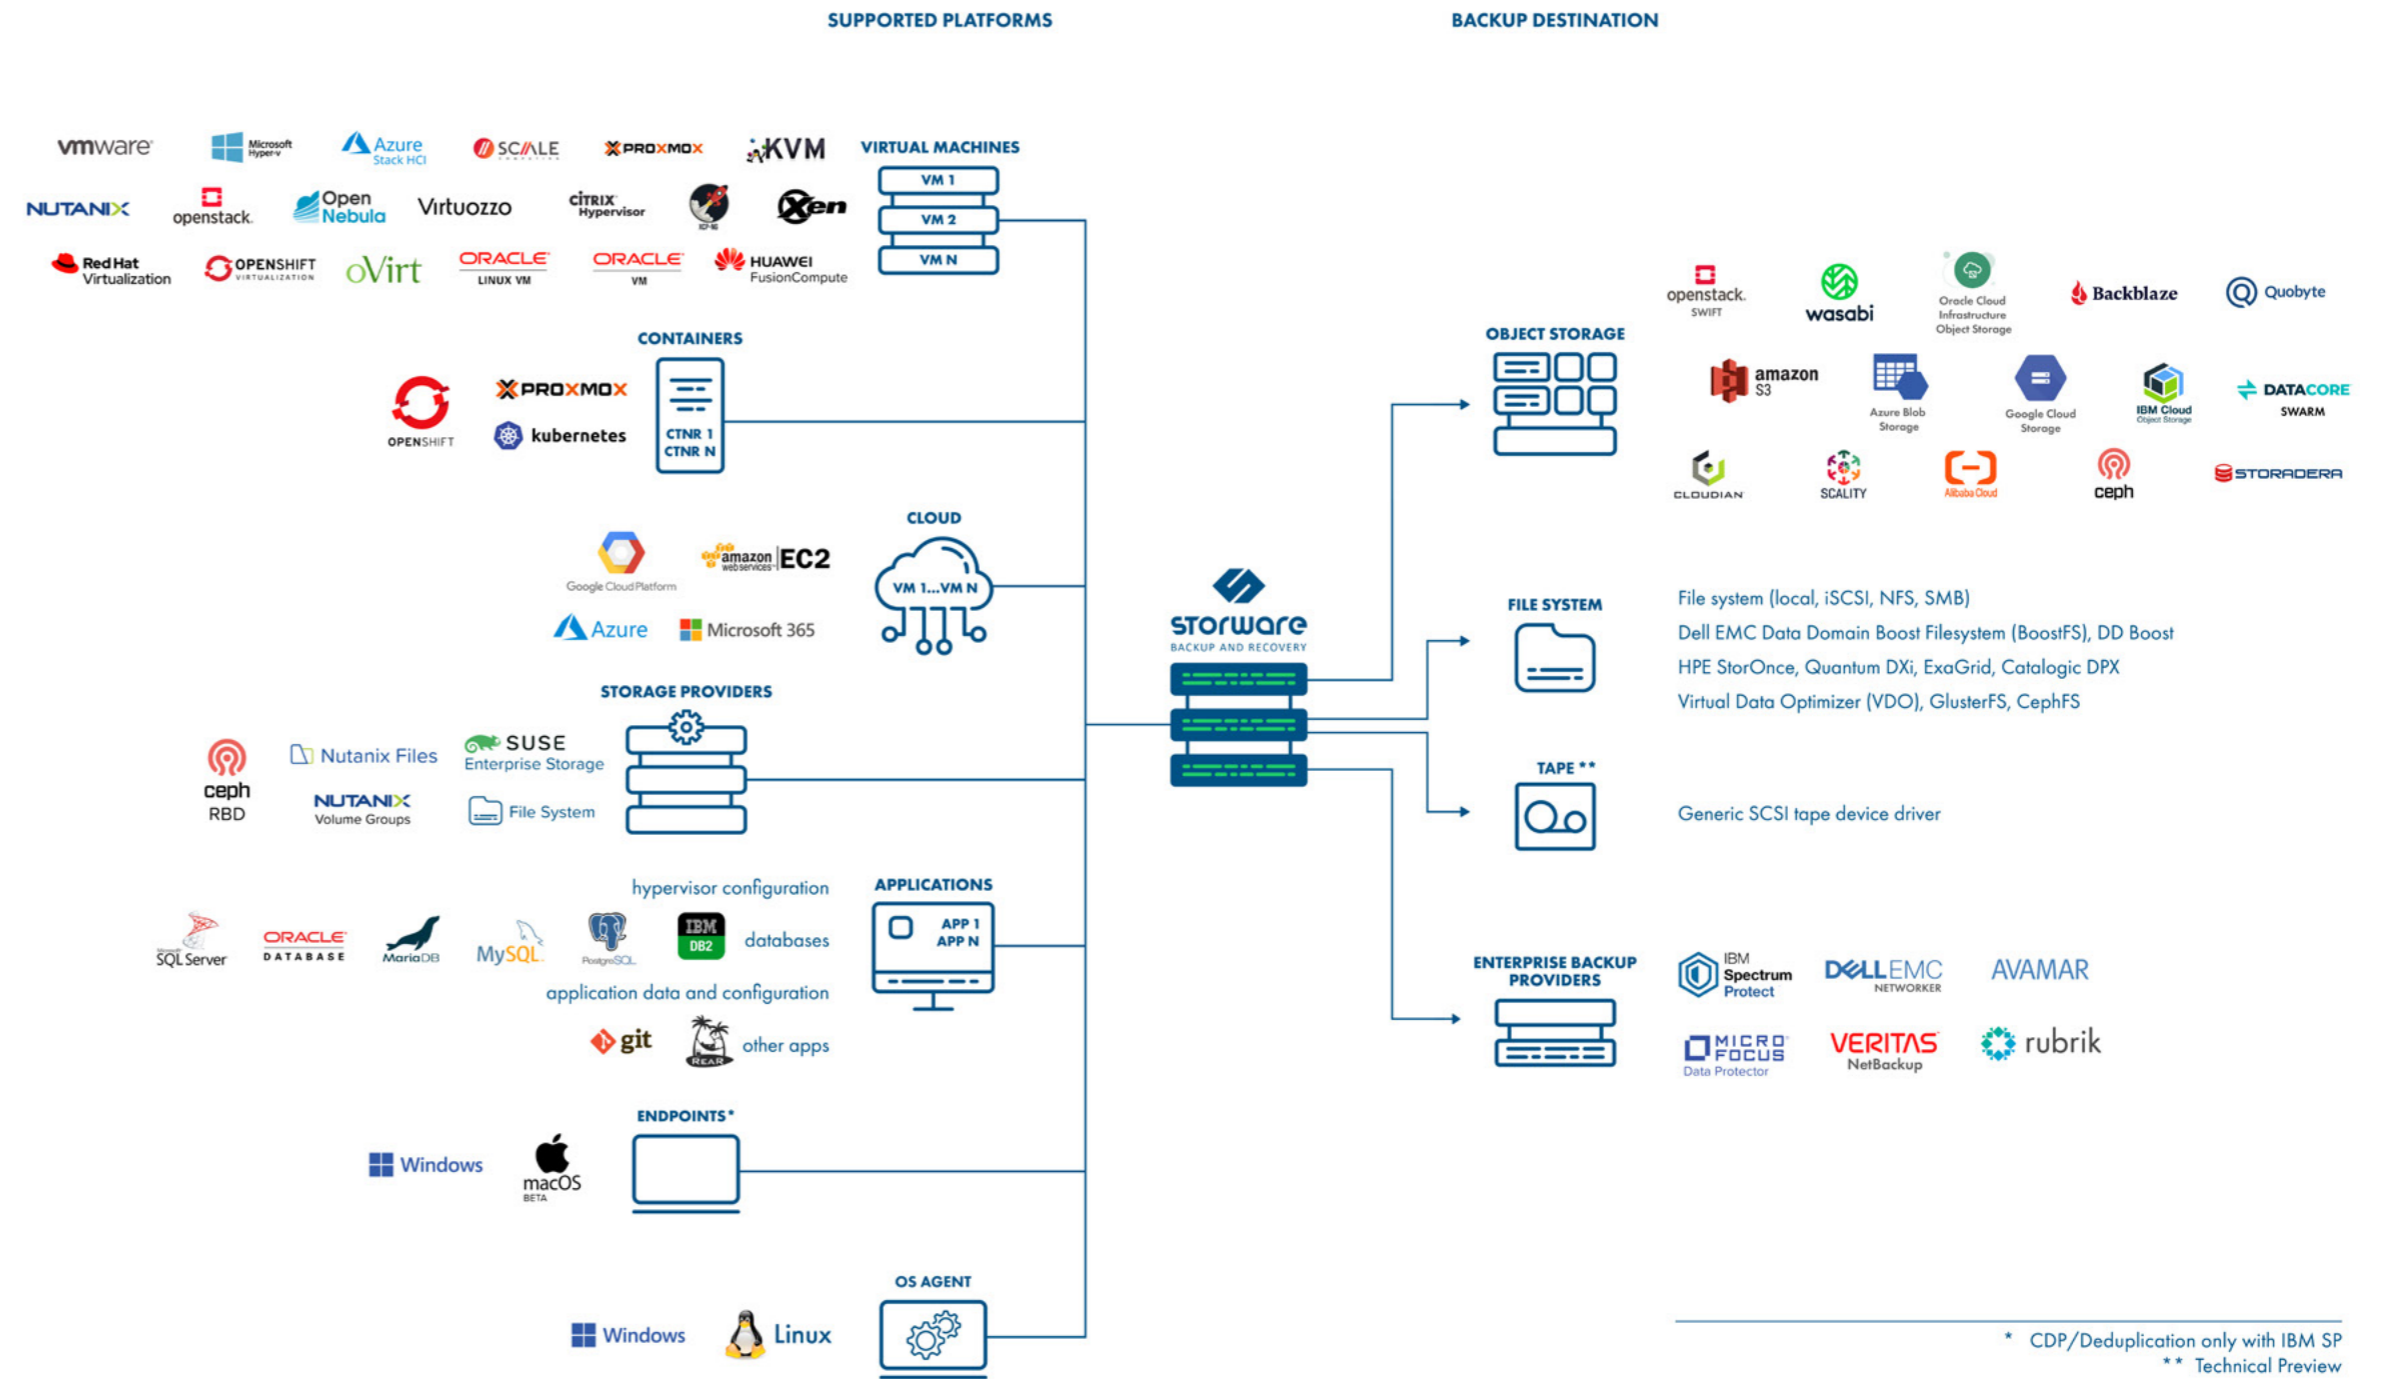 SUPPORTED PLATFORMS
BACKUP DESTINATION
vmware
Microsoft
Hyper-v
Azure
Stack HCI
SCALE
COMPUTING
PROXMOX
KVM
VIRTUAL MACHINES
VM 1
VM 2
VM N
NUTANIX
openstack.
Open
Nebula
Virtuozzo
CITRIX
Hypervisor
XCP-NG
Xen
Red Hat
Virtualization
OPENSHIFT
VIRTUALIZATION
oVirt
ORACLE
LINUX VM
ORACLE
VM
HUAWEI
FusionCompute
CONTAINERS
OPENSHIFT
PROXMOX
kubernetes
CTNR 1
CTNR N
CLOUD
Google Cloud Platform
amazon
webservices
EC2
VM 1...VM N
Azure
Microsoft 365
STORAGE PROVIDERS
ceph
RBD
Nutanix Files
SUSE
Enterprise Storage
NUTANIX
Volume Groups
File System
APPLICATIONS
hypervisor configuration
APP 1
APP N
Microsoft
SQL Server
ORACLE
DATABASE
MariaDB
MySQL
PostgreSQL
IBM
DB2
databases
application data and configuration
git
REAR
other apps
ENDPOINTS*
Windows
macOS
BETA
OS AGENT
Windows
Linux
STORWARE
BACKUP AND RECOVERY
OBJECT STORAGE
openstack.
SWIFT
wasabi
Oracle Cloud
Infrastructure
Object Storage
Backblaze
Quobyte
amazon
S3
Azure Blob
Storage
Google Cloud
Storage
IBM Cloud
Object Storage
DATACORE
SWARM
CLOUDIAN
SCALITY
Alibaba Cloud
ceph
STORADERA
FILE SYSTEM
File system (local, iSCSI, NFS, SMB)
Dell EMC Data Domain Boost Filesystem (BoostFS), DD Boost
HPE StorOnce, Quantum DXi, ExaGrid, Catalogic DPX
Virtual Data Optimizer (VDO), GlusterFS, CephFS
TAPE **
Generic SCSI tape device driver
ENTERPRISE BACKUP
PROVIDERS
IBM
Spectrum
Protect
DELLEMC
NETWORKER
AVAMAR
MICRO
FOCUS
Data Protector
VERITAS
NetBackup
rubrik
* CDP/Deduplication only with IBM SP
** Technical Preview